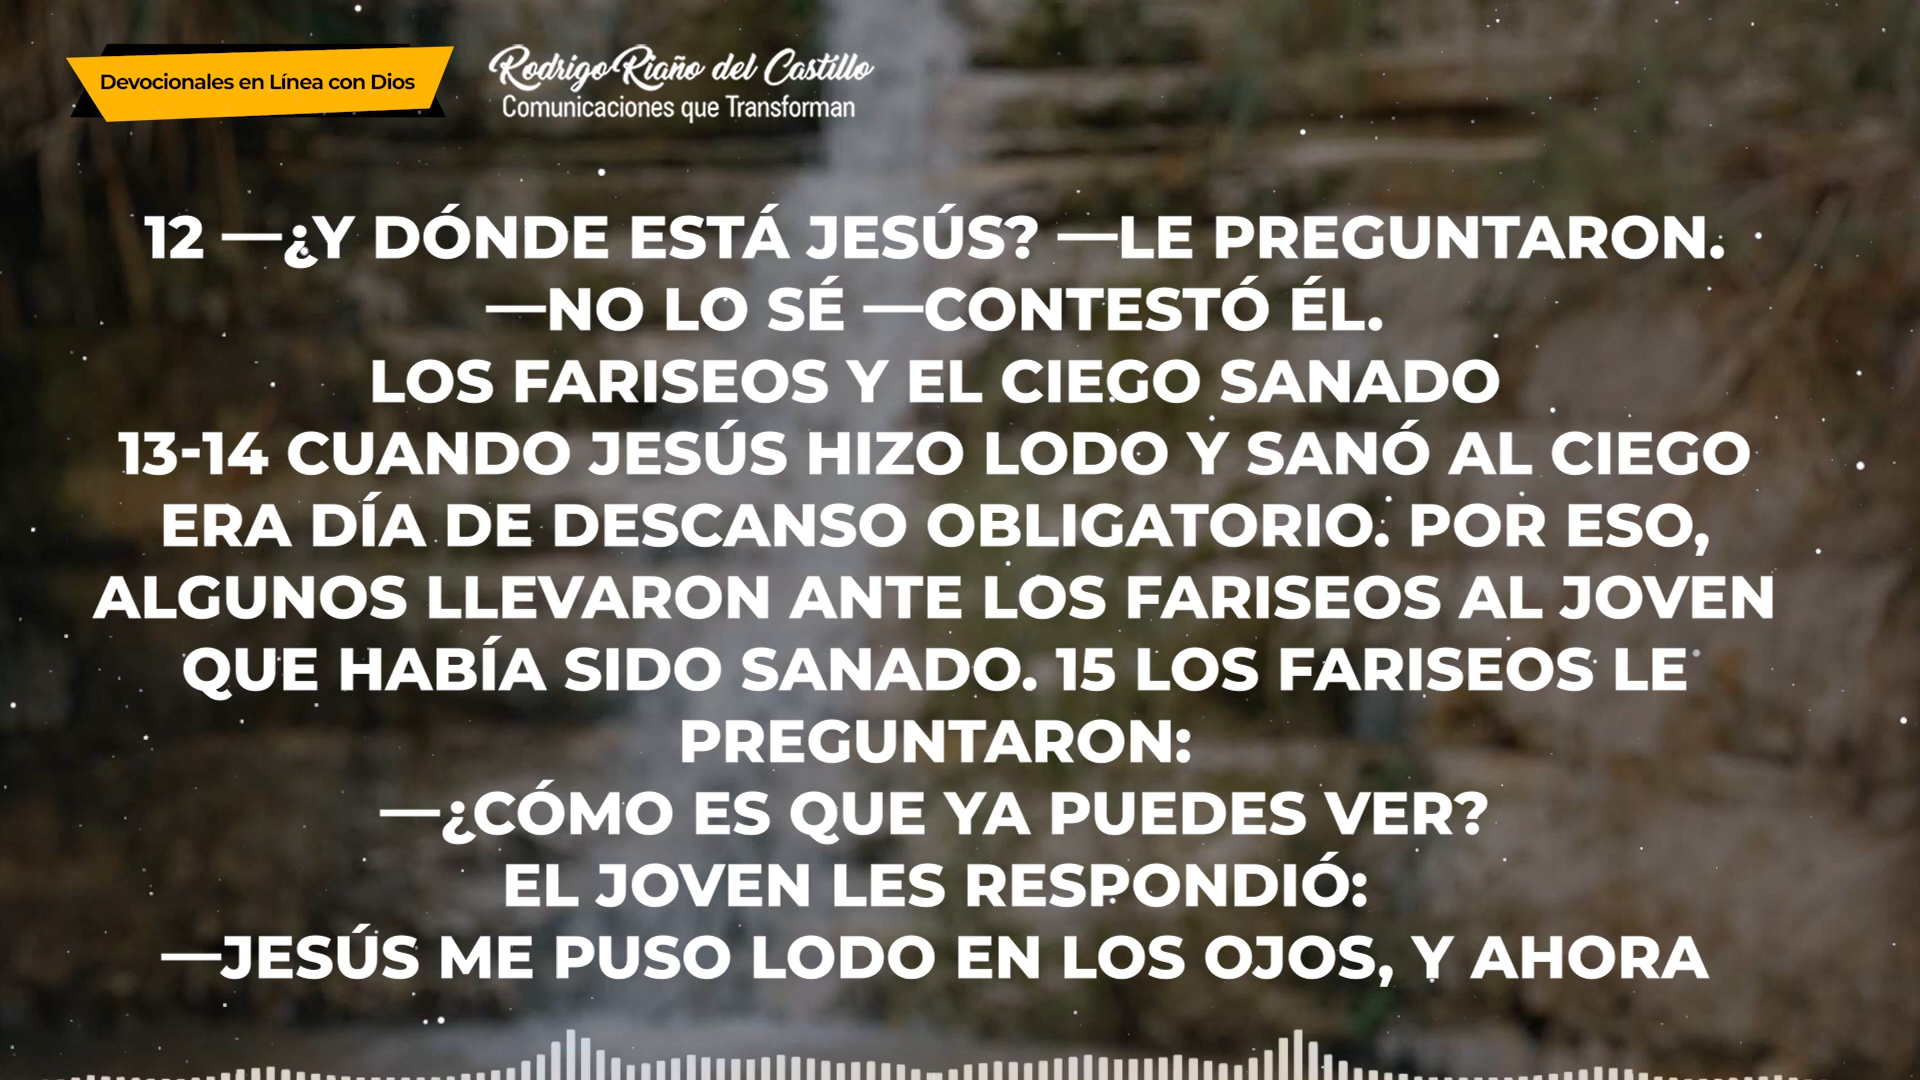 Devocionales en Línea con Dios
Rodrigo Riaño del Castillo
Comunicaciones que Transforman
12 —¿Y DÓNDE ESTÁ JESÚS? —LE PREGUNTARON.
—NO LO SÉ —CONTESTÓ ÉL.
LOS FARISEOS Y EL CIEGO SANADO
13-14 CUANDO JESÚS HIZO LODO Y SANÓ AL CIEGO
ERA DÍA DE DESCANSO OBLIGATORIO. POR ESO,
ALGUNOS LLEVARON ANTE LOS FARISEOS AL JOVEN
QUE HABÍA SIDO SANADO. 15 LOS FARISEOS LE
PREGUNTARON:
—¿CÓMO ES QUE YA PUEDES VER?
EL JOVEN LES RESPONDIÓ:
—JESÚS ME PUSO LODO EN LOS OJOS, Y AHORA